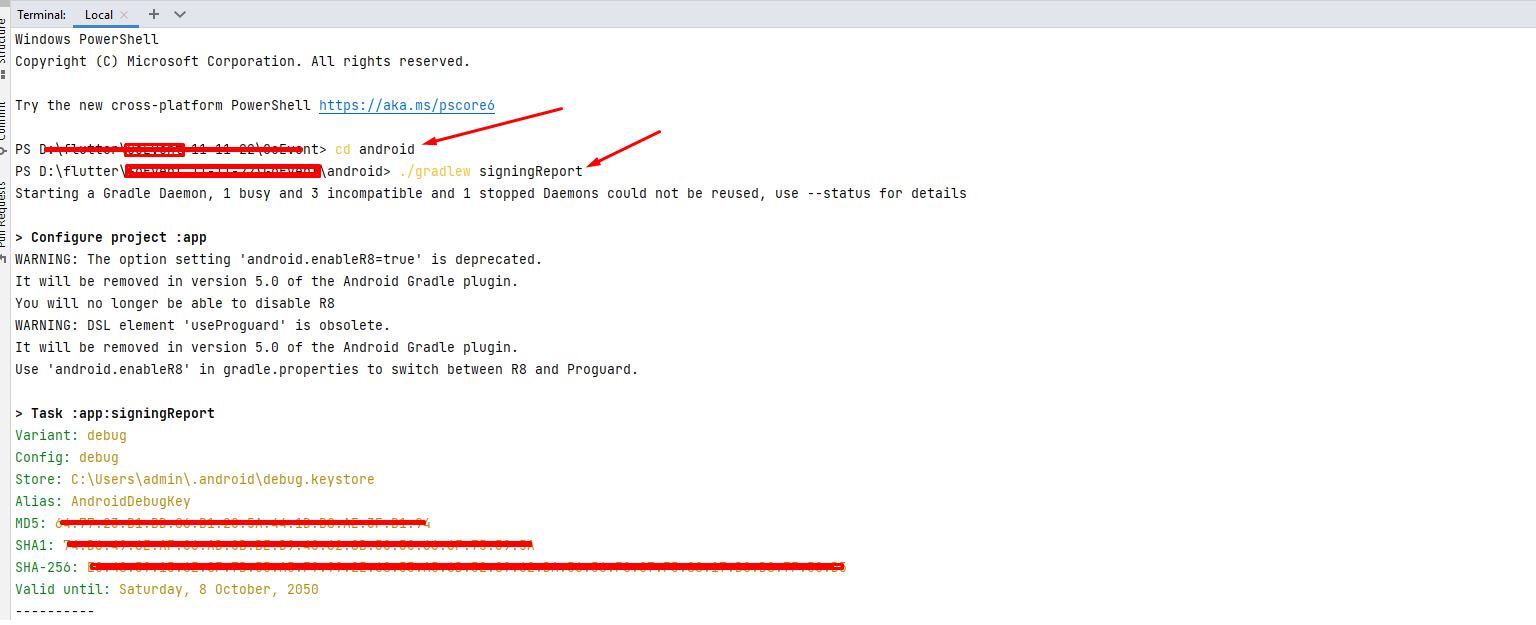 Terminal: Local
Windows PowerShell
Copyright (C) Microsoft Corporation. All rights reserved.
Try the new cross-platform PowerShell https://aka.ms/pscore6
PS D:\flutter\ 11-11-22\GoEvent> cd android
PS D:\flutter\ \android> ./gradlew signingReport
Starting a Gradle Daemon, 1 busy and 3 incompatible and 1 stopped Daemons could not be reused, use --status for details
> Configure project :app
WARNING: The option setting 'android.enableR8=true' is deprecated.
It will be removed in version 5.0 of the Android Gradle plugin.
You will no longer be able to disable R8
WARNING: DSL element 'useProguard' is obsolete.
It will be removed in version 5.0 of the Android Gradle plugin.
Use 'android.enableR8' in gradle.properties to switch between R8 and Proguard.
> Task :app:signingReport
Variant: debug
Config: debug
Store: C:\Users\admin\.android\debug.keystore
Alias: AndroidDebugKey
MD5:
SHA1:
SHA-256:
Valid until: Saturday, 8 October, 2050
----------
Structure
Commit
Pull Requests